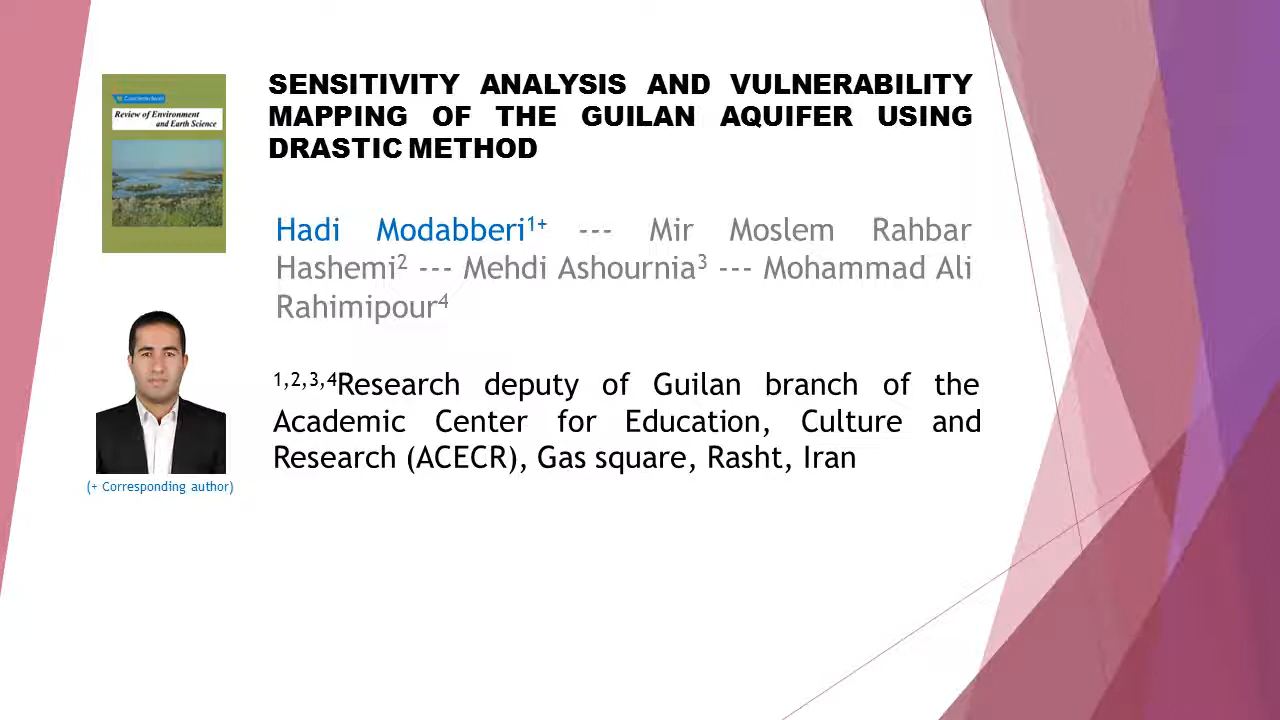 SENSITIVITY ANALYSIS AND VULNERABILITY
MAPPING OF THE GUILAN AQUIFER USING
DRASTIC METHOD
Review of Environment
and Earth Science
Hadi Modabberi¹⁺ --- Mir Moslem Rahbar
Hashemi² --- Mehdi Ashournia³ --- Mohammad Ali
Rahimipour⁴
(+ Corresponding author)
¹,²,³,⁴Research deputy of Guilan branch of the
Academic Center for Education, Culture and
Research (ACECR), Gas square, Rasht, Iran